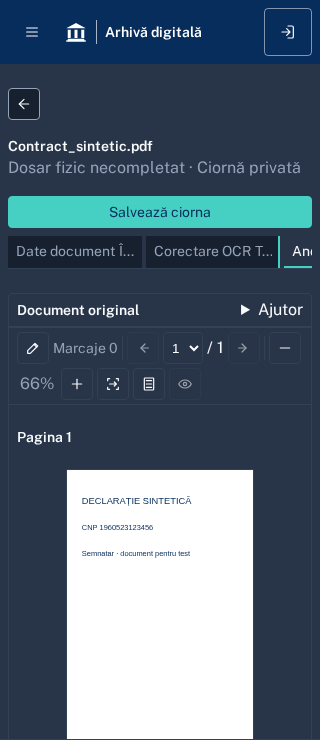 Arhivă digitală
Contract_sintetic.pdf
Dosar fizic necompletat · Ciornă privată
Salvează ciorna
Date document Î… Corectare OCR T… An
Document original ▶ Ajutor
Marcaje 0 1 / 1
66%
Pagina 1
DECLARAȚIE SINTETICĂ
CNP 1960523123456
Semnatar - document pentru test